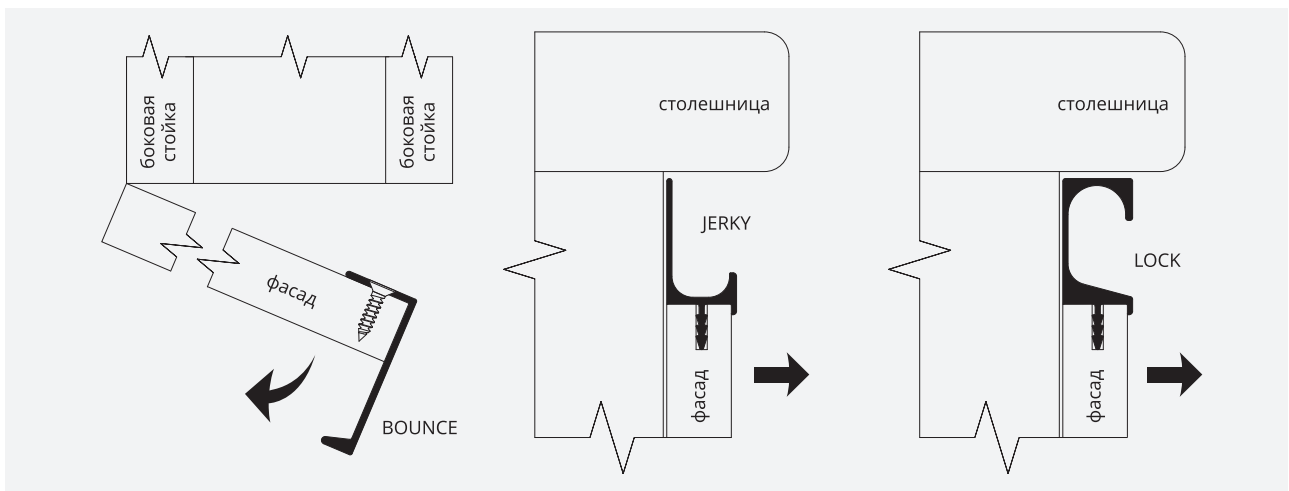 боковая
стойка
боковая
стойка
фасад
BOUNCE
столешница
JERKY
фасад
столешница
LOCK
фасад